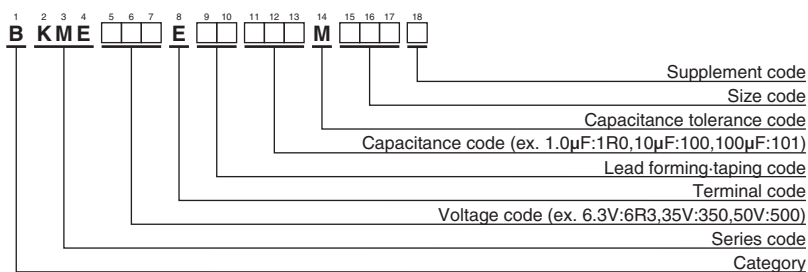 1 2 3 4 5 6 7 8 9 10 11 12 13 14 15 16 17 18
B KME E M
Supplement code
Size code
Capacitance tolerance code
Capacitance code (ex. 1.0μF:1R0,10μF:100,100μF:101)
Lead forming·taping code
Terminal code
Voltage code (ex. 6.3V:6R3,35V:350,50V:500)
Series code
Category